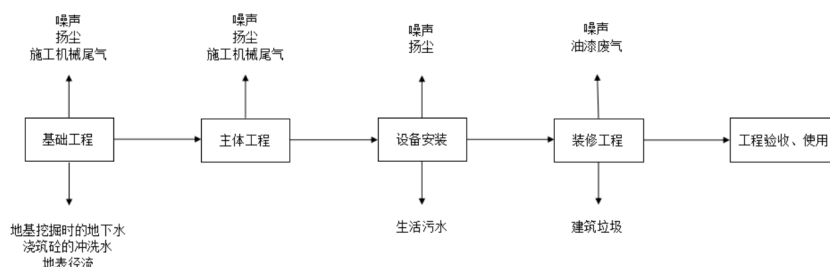 噪声
扬尘
施工机械尾气
噪声
扬尘
施工机械尾气
噪声
扬尘
噪声
油漆废气
基础工程
主体工程
设备安装
装修工程
工程验收、使用
地基挖掘时的地下水
浇筑砼的冲洗水
地表径流
生活污水
建筑垃圾